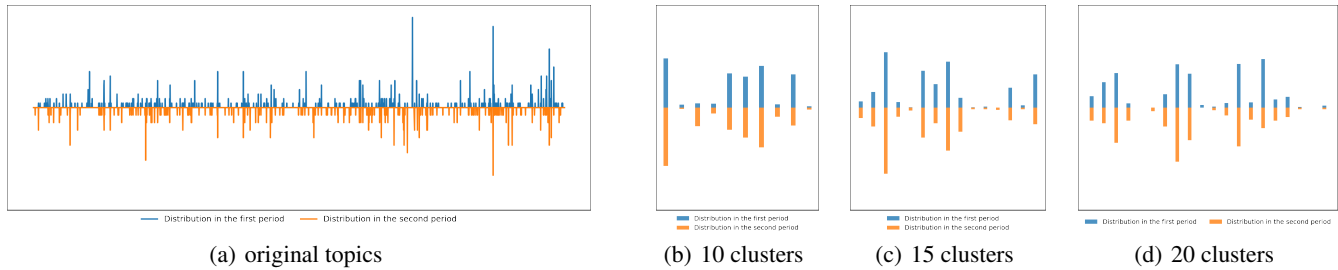 Distribution in the first period Distribution in the second period
(a) original topics
Distribution in the first period
Distribution in the second period
(b) 10 clusters
Distribution in the first period
Distribution in the second period
(c) 15 clusters
Distribution in the first period Distribution in the second period
(d) 20 clusters